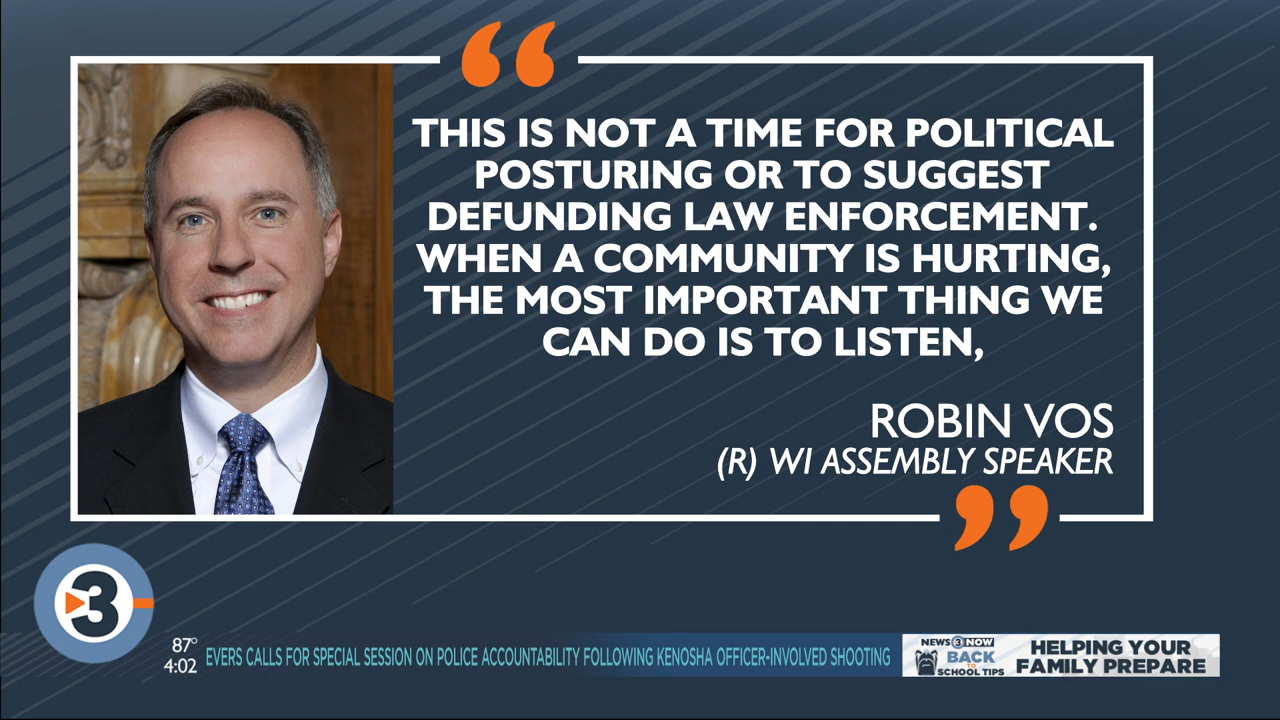 “
THIS IS NOT A TIME FOR POLITICAL
POSTURING OR TO SUGGEST
DEFUNDING LAW ENFORCEMENT.
WHEN A COMMUNITY IS HURTING,
THE MOST IMPORTANT THING WE
CAN DO IS TO LISTEN,
ROBIN VOS
(R) WI ASSEMBLY SPEAKER
”
3
87°
4:02
EVERS CALLS FOR SPECIAL SESSION ON POLICE ACCOUNTABILITY FOLLOWING KENOSHA OFFICER-INVOLVED SHOOTING
NEWS 3 NOW
BACK
TO
SCHOOL TIPS
HELPING YOUR
FAMILY PREPARE